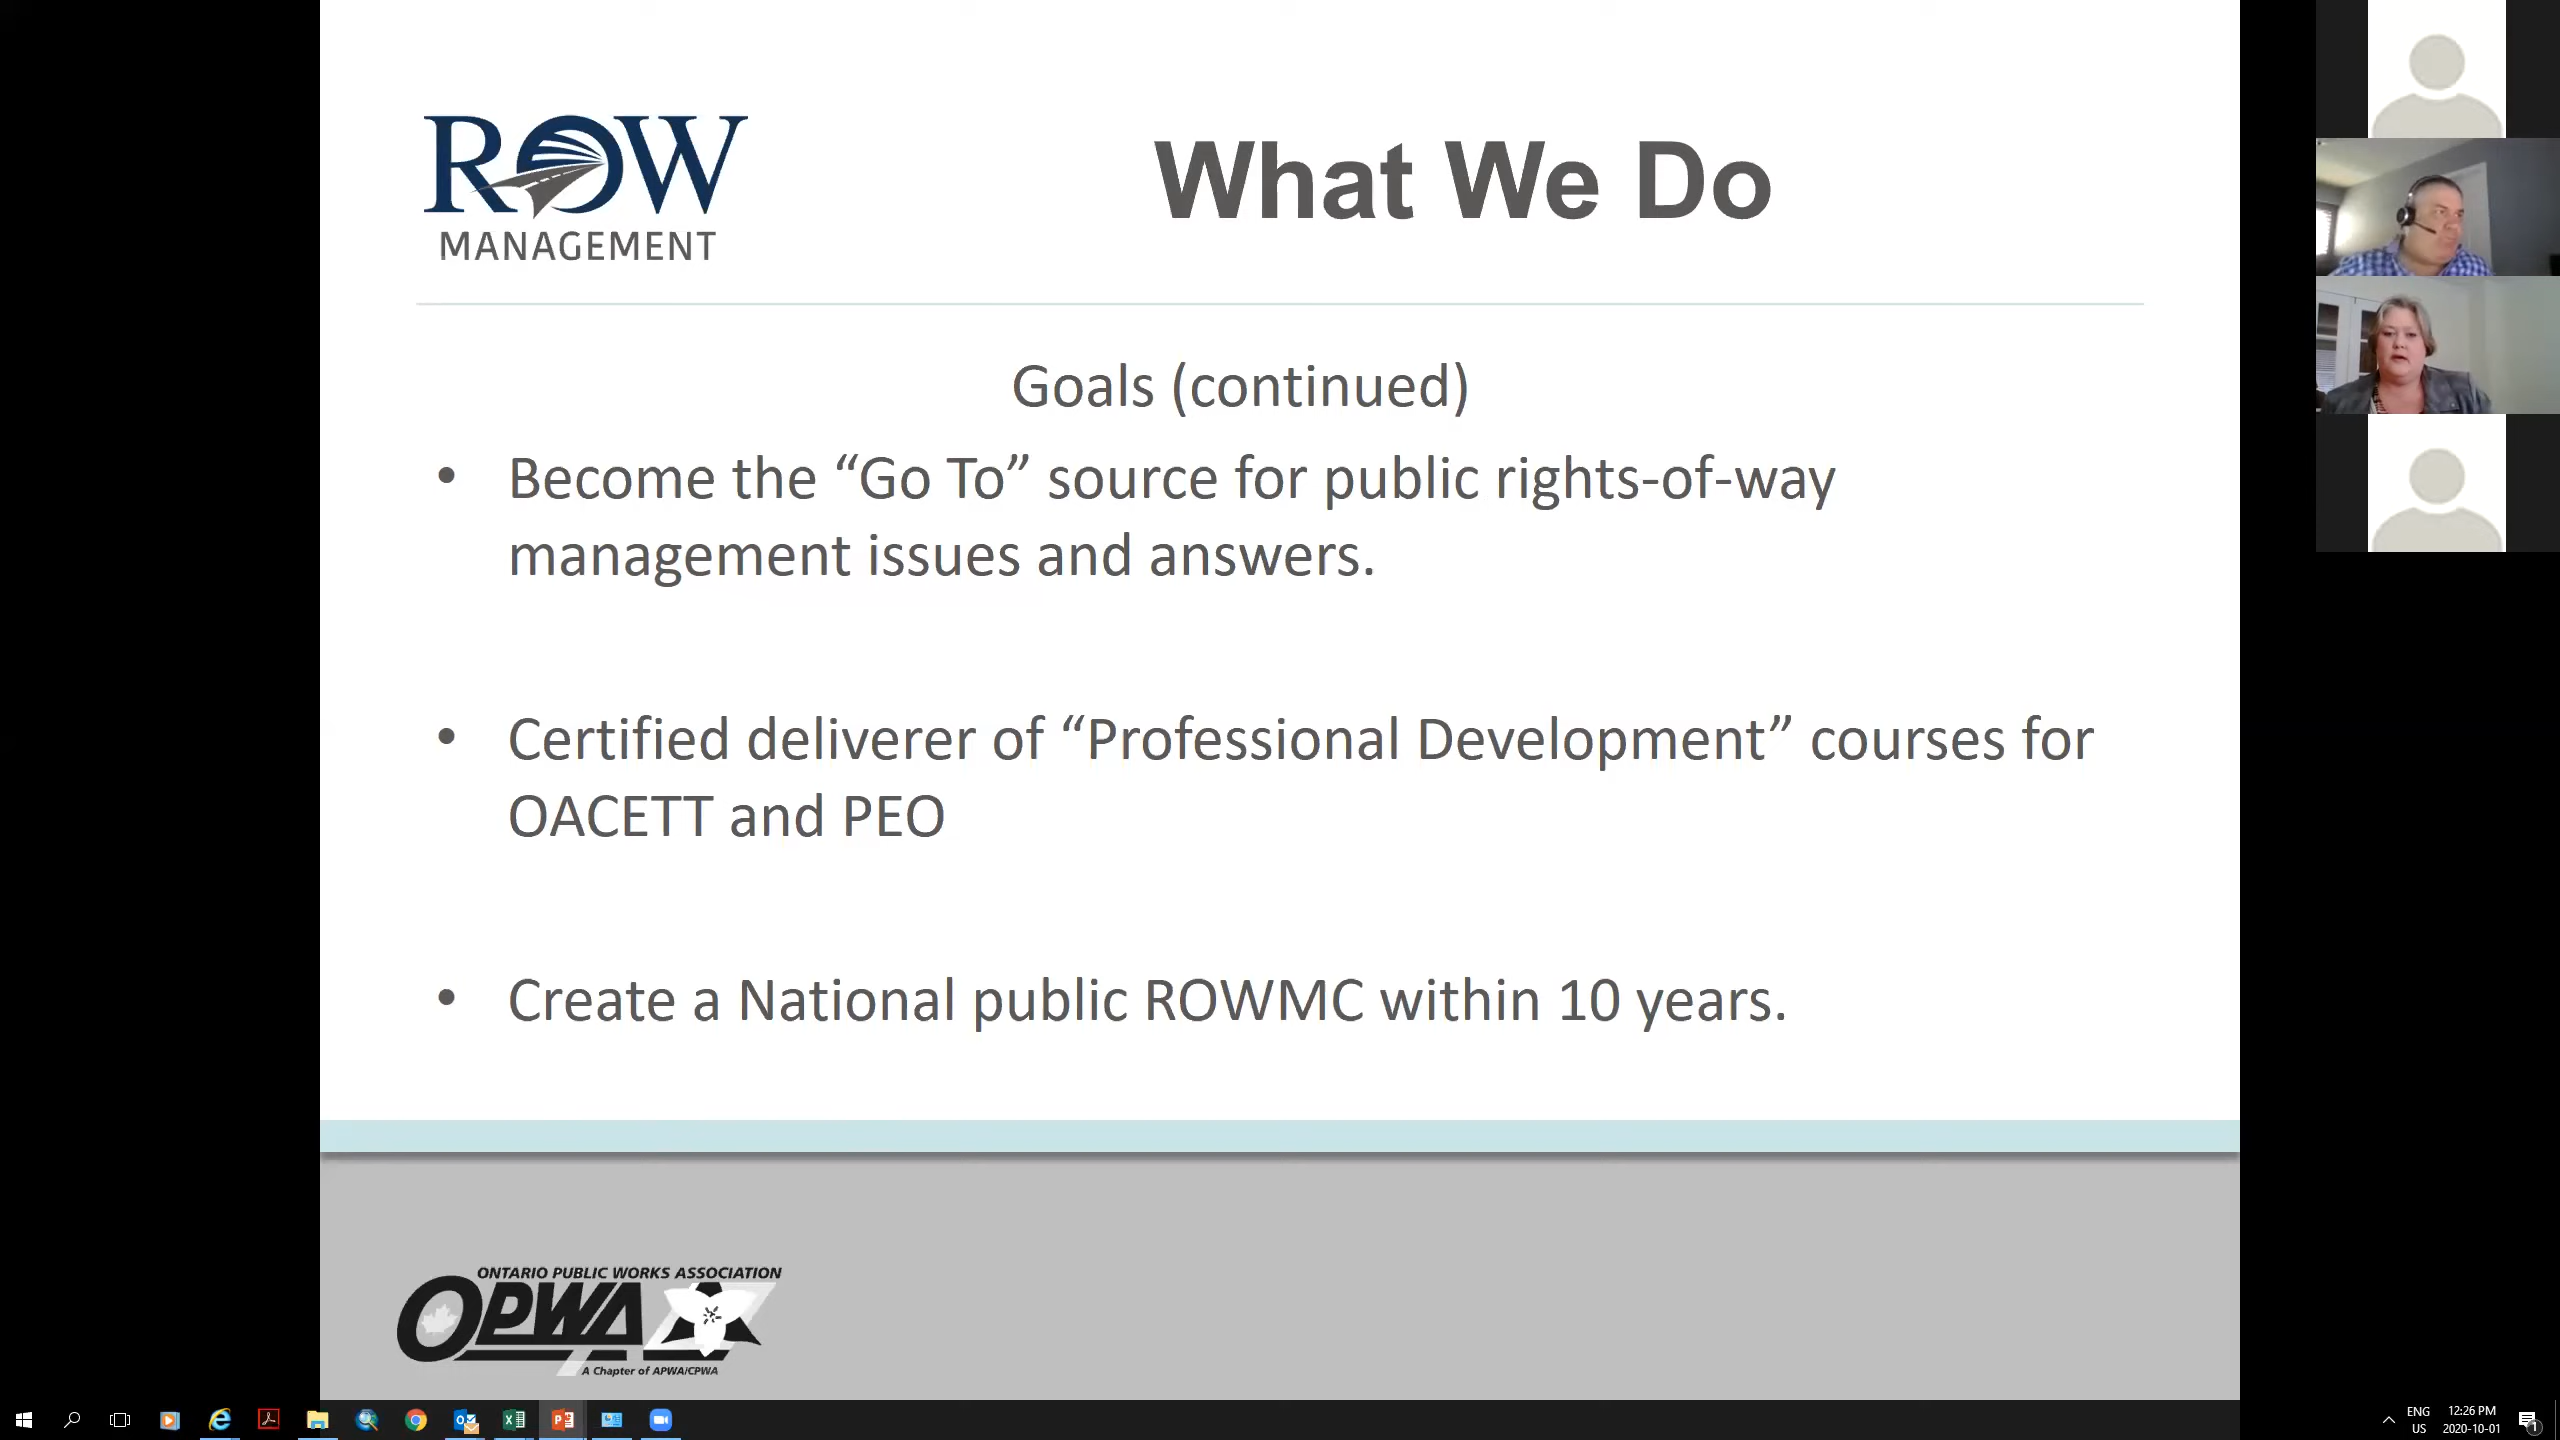 ROW
MANAGEMENT
What We Do
Goals (continued)
• Become the “Go To” source for public rights-of-way
management issues and answers.
• Certified deliverer of “Professional Development” courses for
OACETT and PEO
• Create a National public ROWMC within 10 years.
ONTARIO PUBLIC WORKS ASSOCIATION
OPWA
A Chapter of APWA/CPWA
ENG
US
12:26 PM
2020-10-01
1